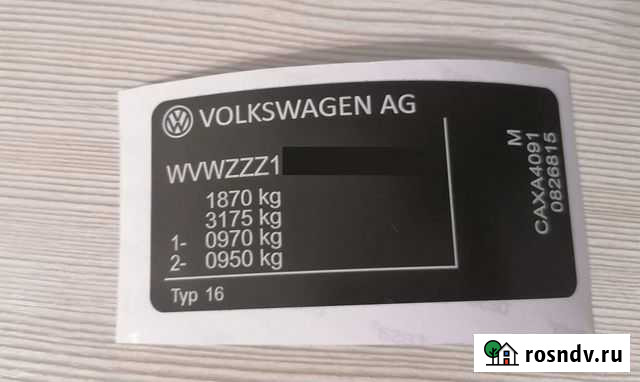 VOLKSWAGEN AG
WVWZZZ1
1870 kg
3175 kg
1- 0970 kg
2- 0950 kg
Typ 16
M
CAXA4091
0826815
rosndv.ru